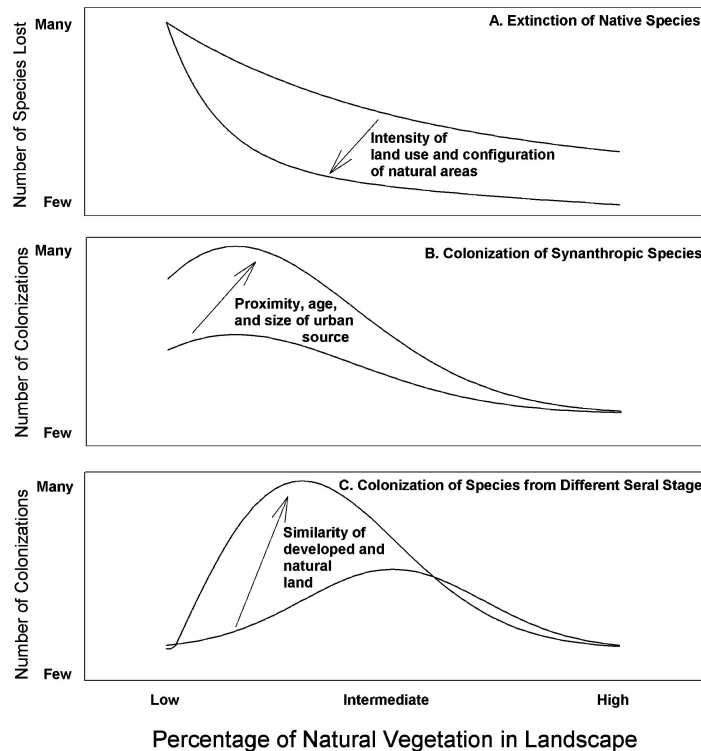 Many
A. Extinction of Native Species
Number of Species Lost
Intensity of
land use and configuration
of natural areas
Few
Many
B. Colonization of Synanthropic Species
Number of Colonizations
Proximity, age,
and size of urban
source
Few
Many
C. Colonization of Species from Different Seral Stage
Number of Colonizations
Similarity of
developed and
natural
land
Few
Low Intermediate High
Percentage of Natural Vegetation in Landscape